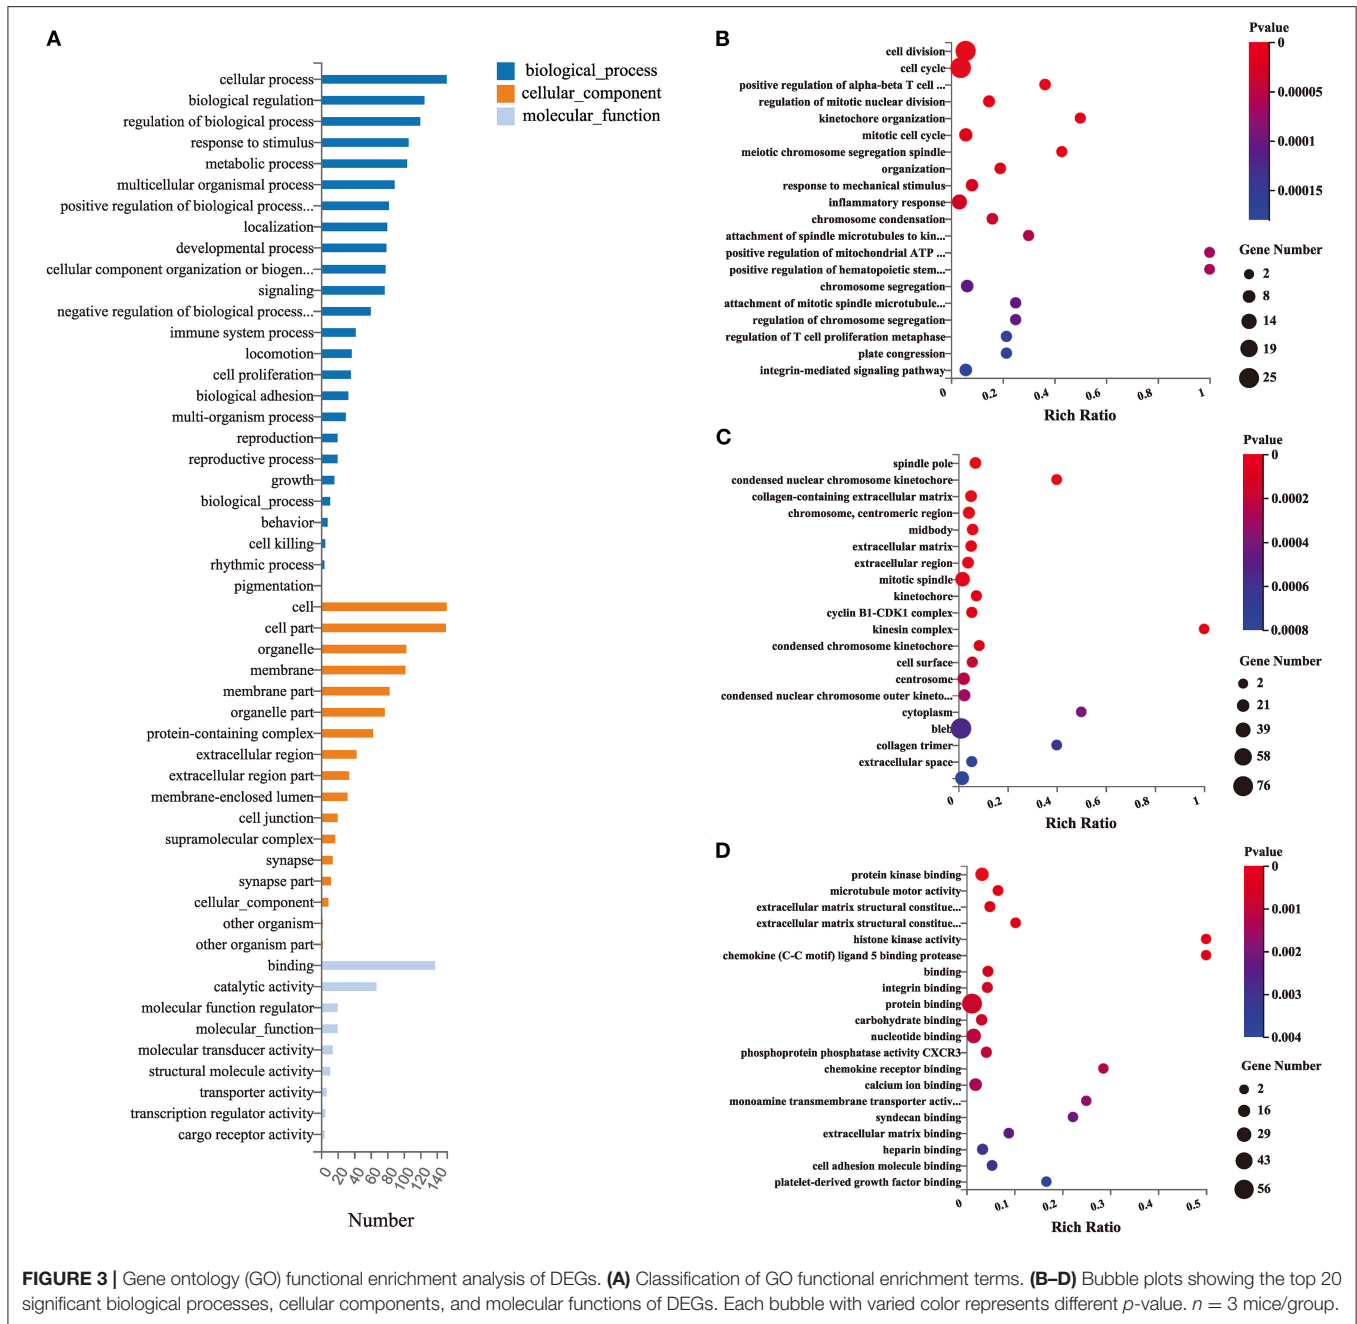 A
cellular process
biological regulation
regulation of biological process
response to stimulus
metabolic process
multicellular organismal process
positive regulation of biological process...
localization
developmental process
cellular component organization or biogen...
signaling
negative regulation of biological process...
immune system process
locomotion
cell proliferation
biological adhesion
multi-organism process
reproduction
reproductive process
growth
biological_process
behavior
cell killing
rhythmic process
pigmentation
cell
cell part
organelle
membrane
membrane part
organelle part
protein-containing complex
extracellular region
extracellular region part
membrane-enclosed lumen
cell junction
supramolecular complex
synapse
synapse part
cellular_component
other organism
other organism part
binding
catalytic activity
molecular function regulator
molecular_function
molecular transducer activity
structural molecule activity
transporter activity
transcription regulator activity
cargo receptor activity
0 20 40 60 80 100 120 140
Number
biological_process
cellular_component
molecular_function
B
cell division
cell cycle
positive regulation of alpha-beta T cell ...
regulation of mitotic nuclear division
kinetochore organization
mitotic cell cycle
meiotic chromosome segregation spindle
organization
response to mechanical stimulus
inflammatory response
chromosome condensation
attachment of spindle microtubules to kin...
positive regulation of mitochondrial ATP ...
positive regulation of hematopoietic stem...
chromosome segregation
attachment of mitotic spindle microtubule...
regulation of chromosome segregation
regulation of T cell proliferation metaphase
plate congression
integrin-mediated signaling pathway
0 0.2 0.4 0.6 0.8 1
Rich Ratio
Pvalue
0
0.00005
0.0001
0.00015
Gene Number
2
8
14
19
25
C
spindle pole
condensed nuclear chromosome kinetochore
collagen-containing extracellular matrix
chromosome, centromeric region
midbody
extracellular matrix
extracellular region
mitotic spindle
kinetochore
cyclin B1-CDK1 complex
kinesin complex
condensed chromosome kinetochore
cell surface
centrosome
condensed nuclear chromosome outer kineto...
cytoplasm
bleb
collagen trimer
extracellular space
0 0.2 0.4 0.6 0.8 1
Rich Ratio
Pvalue
0
0.0002
0.0004
0.0006
0.0008
Gene Number
2
21
39
58
76
D
protein kinase binding
microtubule motor activity
extracellular matrix structural constitue...
extracellular matrix structural constitue...
histone kinase activity
chemokine (C-C motif) ligand 5 binding protease
binding
integrin binding
protein binding
carbohydrate binding
nucleotide binding
phosphoprotein phosphatase activity CXCR3
chemokine receptor binding
calcium ion binding
monoamine transmembrane transporter activ...
syndecan binding
extracellular matrix binding
heparin binding
cell adhesion molecule binding
platelet-derived growth factor binding
0 0.1 0.2 0.3 0.4 0.5
Rich Ratio
Pvalue
0
0.001
0.002
0.003
0.004
Gene Number
2
16
29
43
56
FIGURE 3 | Gene ontology (GO) functional enrichment analysis of DEGs. (A) Classification of GO functional enrichment terms. (B–D) Bubble plots showing the top 20
significant biological processes, cellular components, and molecular functions of DEGs. Each bubble with varied color represents different p-value. n = 3 mice/group.